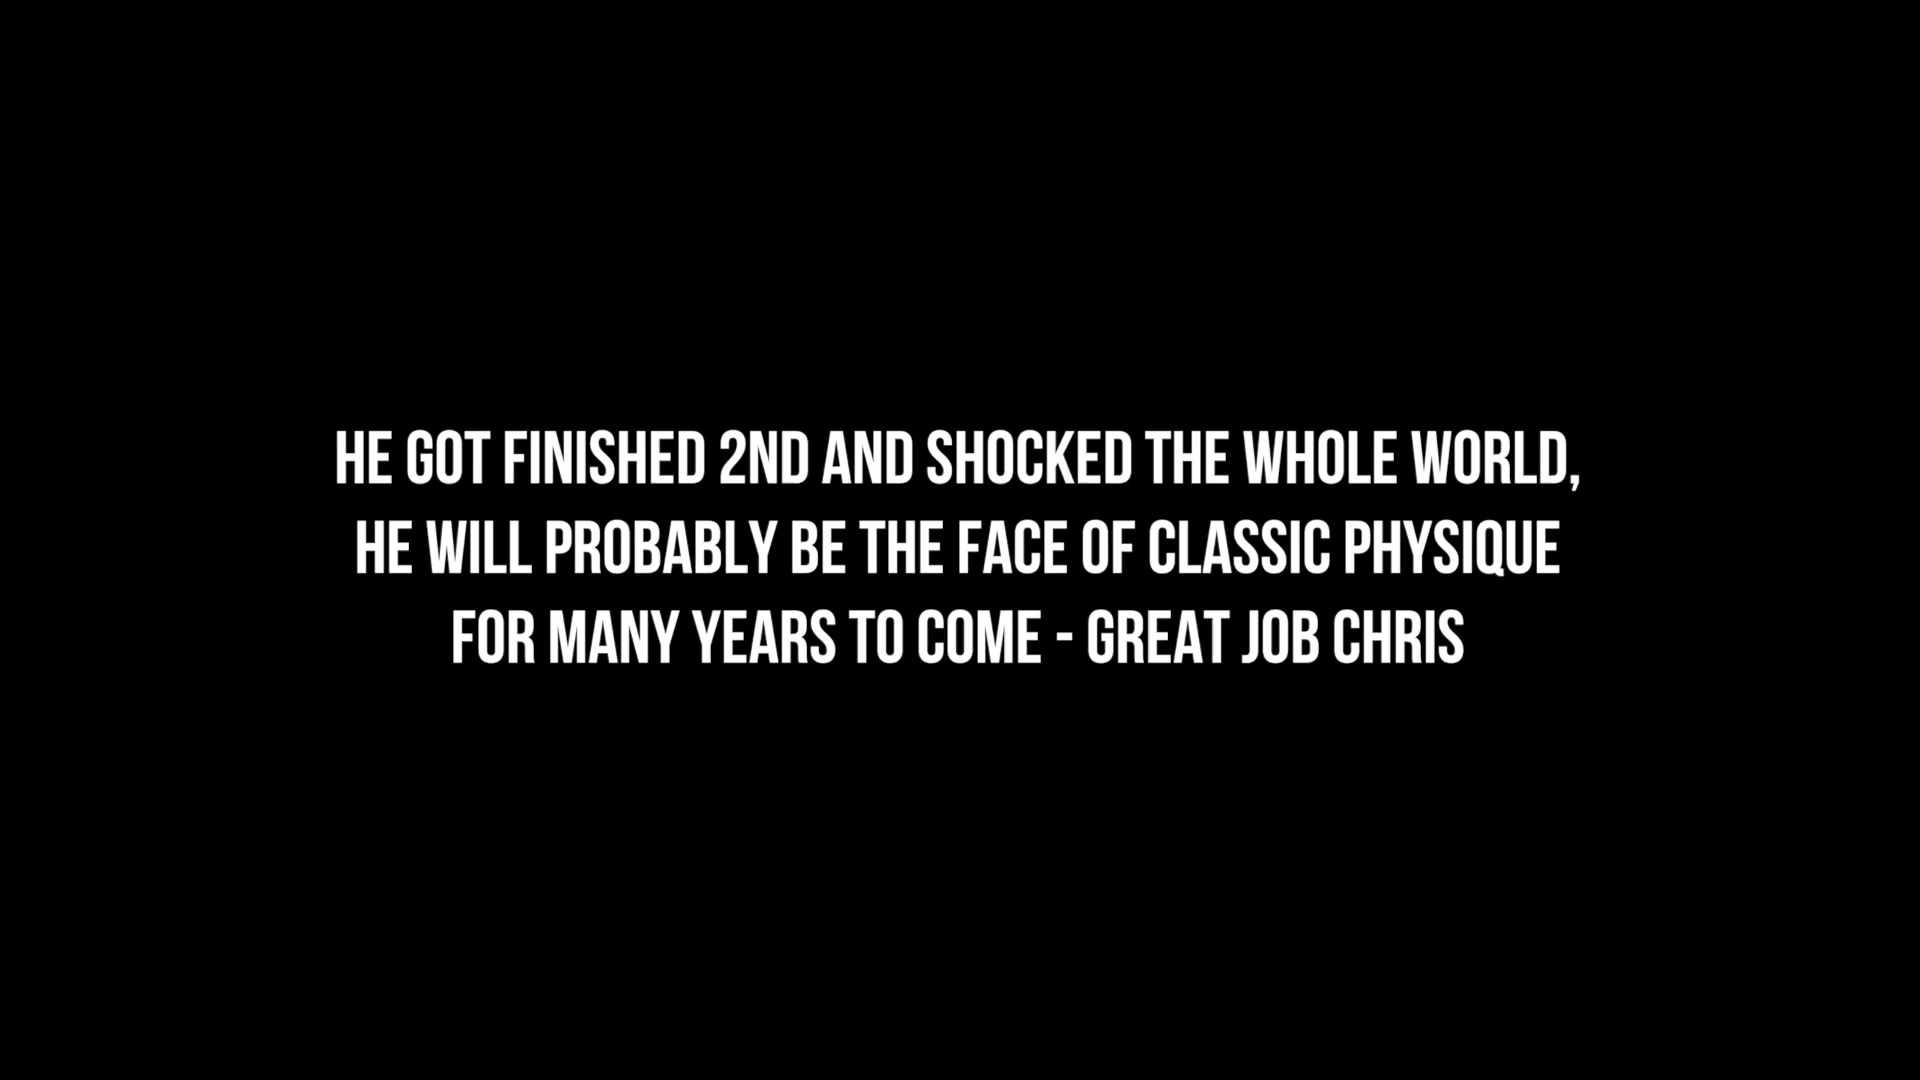 HE GOT FINISHED 2ND AND SHOCKED THE WHOLE WORLD,
HE WILL PROBABLY BE THE FACE OF CLASSIC PHYSIQUE
FOR MANY YEARS TO COME - GREAT JOB CHRIS